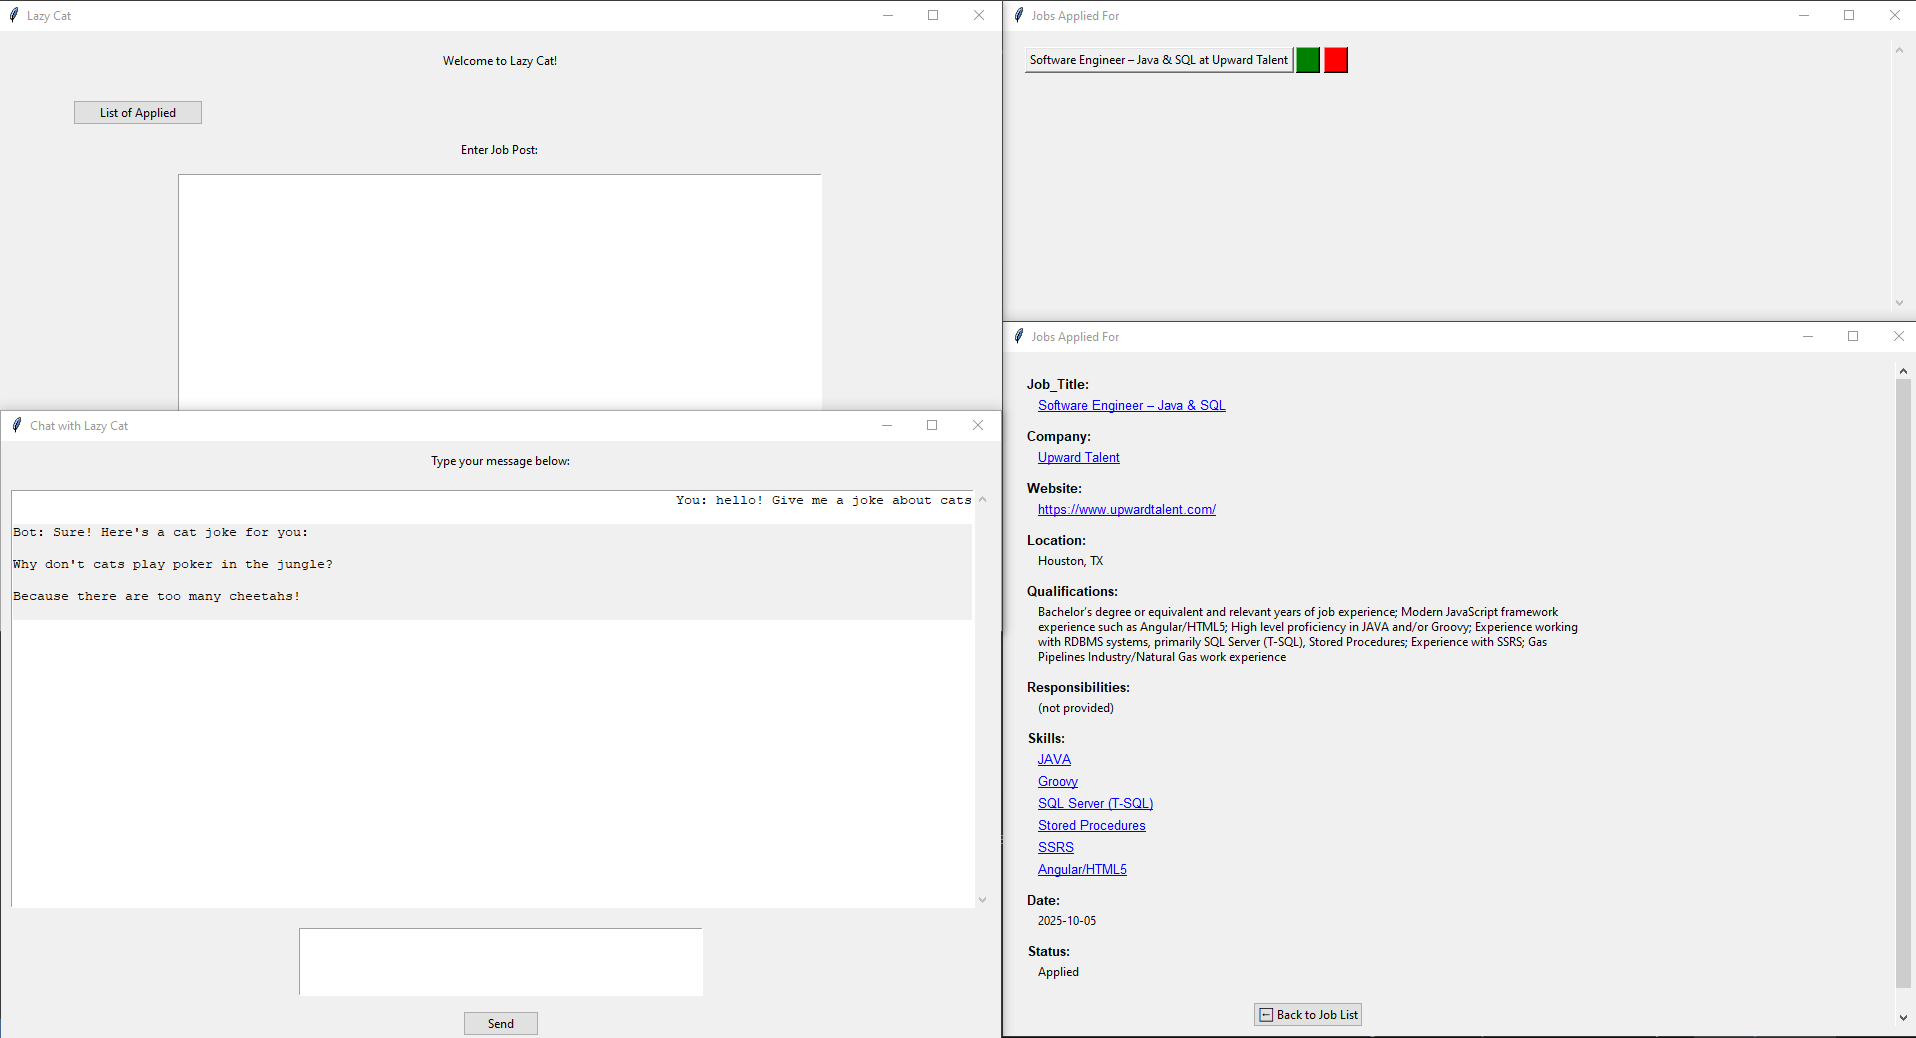 Lazy Cat
Welcome to Lazy Cat!
List of Applied
Enter Job Post:
Chat with Lazy Cat
Type your message below:
You: hello! Give me a joke about cats
Bot: Sure! Here's a cat joke for you:
Why don't cats play poker in the jungle?
Because there are too many cheetahs!
Send
Jobs Applied For
Software Engineer – Java & SQL at Upward Talent
Jobs Applied For
Job_Title:
Software Engineer – Java & SQL
Company:
Upward Talent
Website:
https://www.upwardtalent.com/
Location:
Houston, TX
Qualifications:
Bachelor’s degree or equivalent and relevant years of job experience; Modern JavaScript framework
experience such as Angular/HTML5; High level proficiency in JAVA and/or Groovy; Experience working
with RDBMS systems, primarily SQL Server (T-SQL), Stored Procedures; Experience with SSRS; Gas
Pipelines Industry/Natural Gas work experience
Responsibilities:
(not provided)
Skills:
JAVA
Groovy
SQL Server (T-SQL)
Stored Procedures
SSRS
Angular/HTML5
Date:
2025-10-05
Status:
Applied
Back to Job List